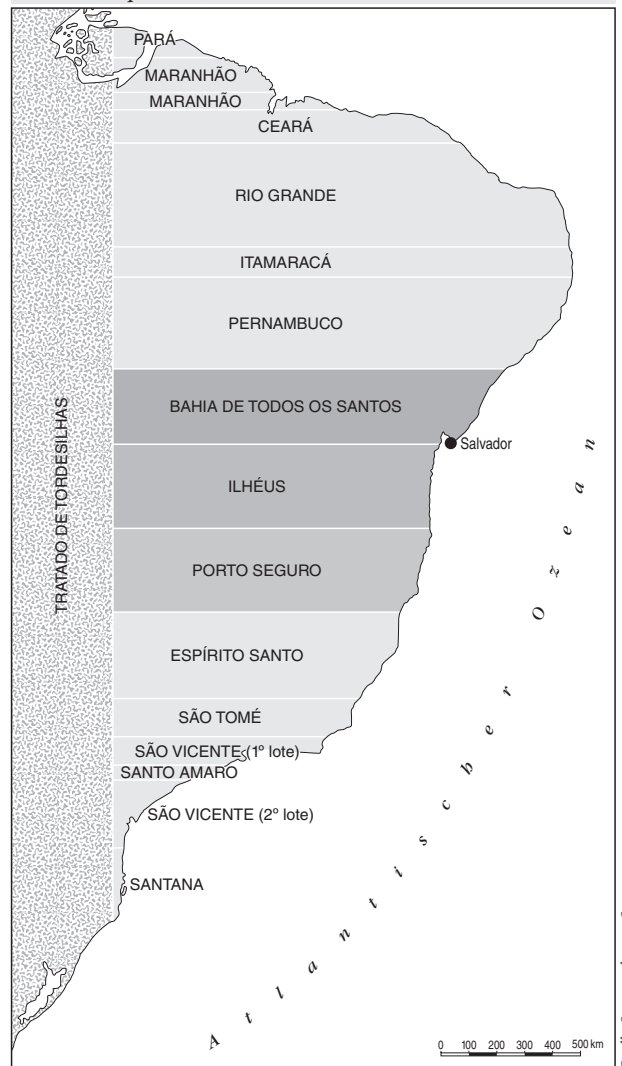 PARÁ
MARANHÃO
MARANHÃO
CEARÁ
RIO GRANDE
ITAMARACÁ
PERNAMBUCO
BAHIA DE TODOS OS SANTOS
TRATADO DE TORDESILHAS
Salvador
ILHÉUS
PORTO SEGURO
ESPÍRITO SANTO
SÃO TOMÉ
SÃO VICENTE (1º lote)
SANTO AMARO
SÃO VICENTE (2º lote)
SANTANA
Atlantischer Ozean
0 100 200 300 400 500 km